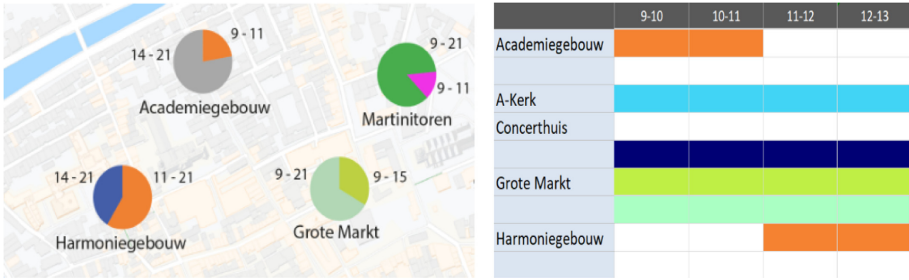 9 - 11
14 - 21
Academiegebouw
9 - 21
9 - 11
Martinitoren
14 - 21
11 - 21
Harmoniegebouw
9 - 21
9 - 15
Grote Markt
9-10 10-11 11-12 12-13
Academiegebouw
A-Kerk
Concerthuis
Grote Markt
Harmoniegebouw